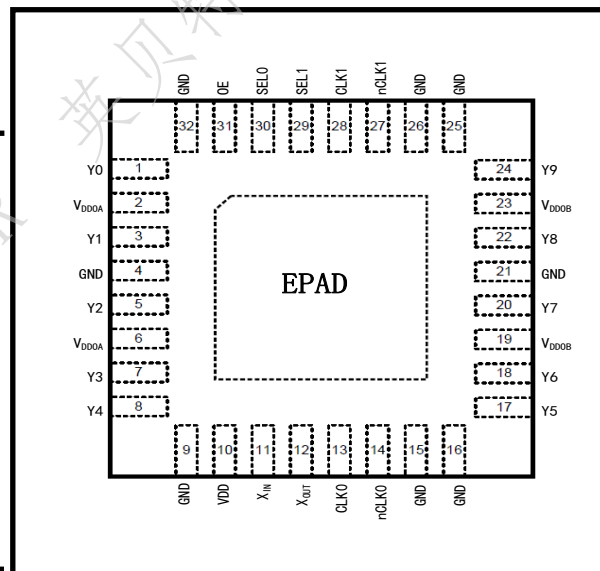 英贝特
GND OE SEL0 SEL1 CLK1 nCLK1 GND GND
32 31 30 29 28 27 26 25
Y0 1 24 Y9
VDDOA 2 23 VDDOB
Y1 3 22 Y8
GND 4 21 GND
EPAD
Y2 5 20 Y7
VDDOA 6 19 VDDOB
Y3 7 18 Y6
Y4 8 17 Y5
9 10 11 12 13 14 15 16
GND VDD XIN XOUT CLK0 nCLK0 GND GND